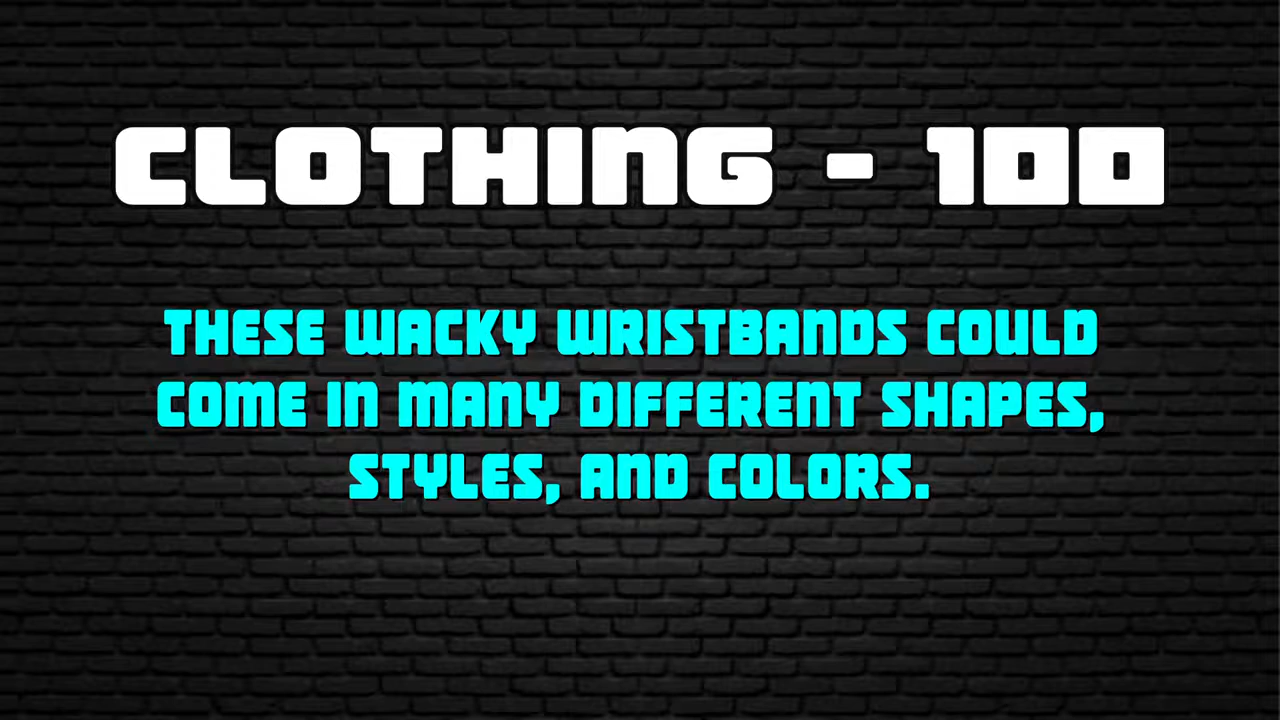 CLOTHING - 100
THESE WACKY WRISTBANDS COULD
COME IN MANY DIFFERENT SHAPES,
STYLES, AND COLORS.